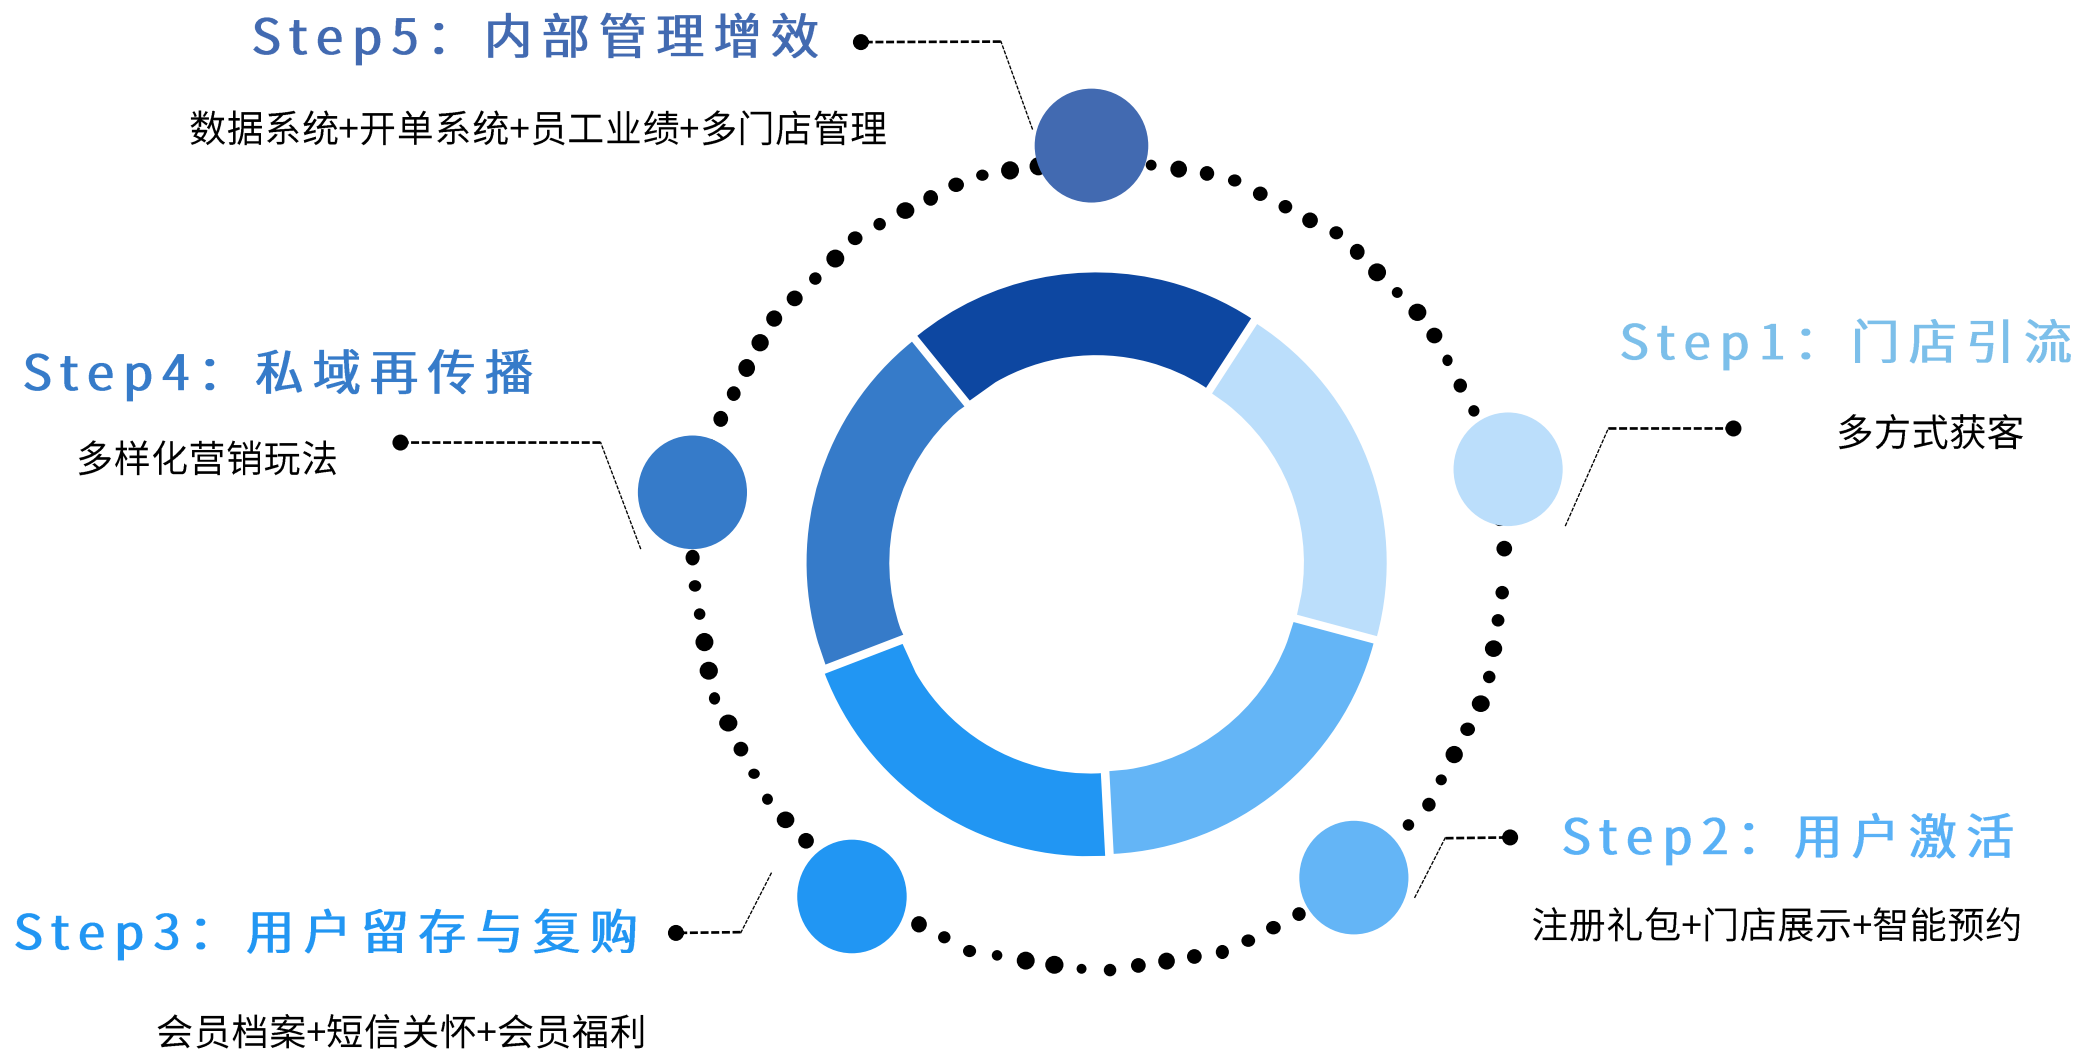 Step5：内部管理增效
数据系统+开单系统+员工业绩+多门店管理
Step1：门店引流
多方式获客
Step4：私域再传播
多样化营销玩法
Step2：用户激活
注册礼包+门店展示+智能预约
Step3：用户留存与复购
会员档案+短信关怀+会员福利